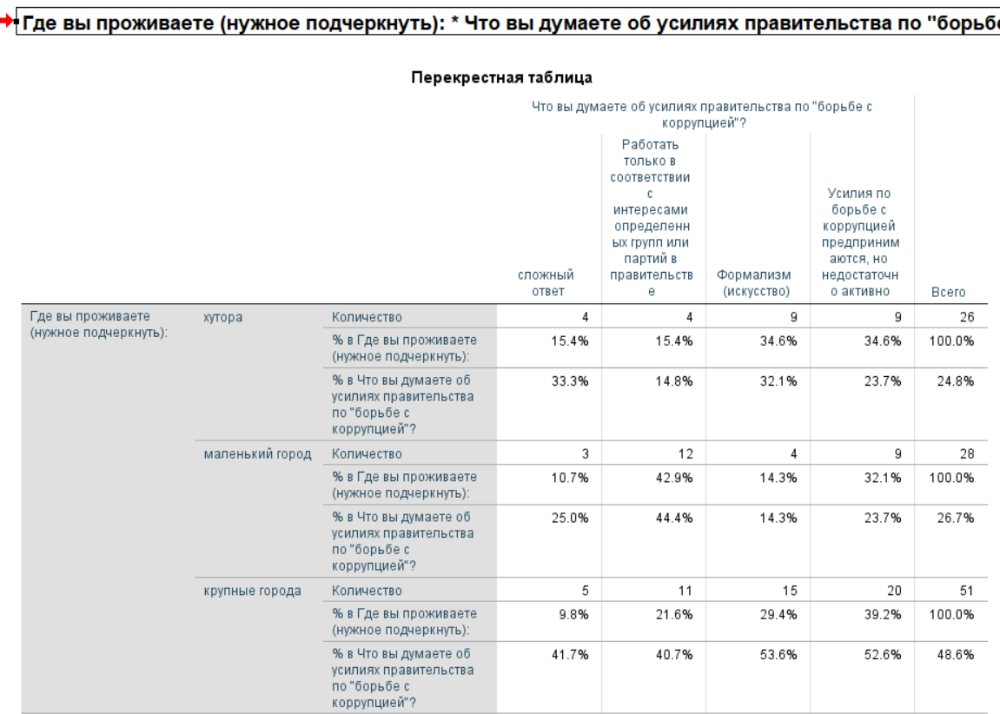 Где вы проживаете (нужное подчеркнуть): * Что вы думаете об усилиях правительства по "борьбе
Перекрестная таблица
Что вы думаете об усилиях правительства по "борьбе с
коррупцией"?
сложный
ответ
Работать
только в
соответствии
с
интересами
определенн
ых групп или
партий в
правительств
е
Формализм
(искусство)
Усилия по
борьбе с
коррупцией
предприним
аются, но
недостаточн
о активно
Всего
Где вы проживаете
(нужное подчеркнуть):
хутора
Количество 4 4 9 9 26
% в Где вы проживаете
(нужное подчеркнуть):
15.4% 15.4% 34.6% 34.6% 100.0%
% в Что вы думаете об
усилиях правительства
по "борьбе с
коррупцией"?
33.3% 14.8% 32.1% 23.7% 24.8%
маленький город
Количество 3 12 4 9 28
% в Где вы проживаете
(нужное подчеркнуть):
10.7% 42.9% 14.3% 32.1% 100.0%
% в Что вы думаете об
усилиях правительства
по "борьбе с
коррупцией"?
25.0% 44.4% 14.3% 23.7% 26.7%
крупные города
Количество 5 11 15 20 51
% в Где вы проживаете
(нужное подчеркнуть):
9.8% 21.6% 29.4% 39.2% 100.0%
% в Что вы думаете об
усилиях правительства
по "борьбе с
коррупцией"?
41.7% 40.7% 53.6% 52.6% 48.6%